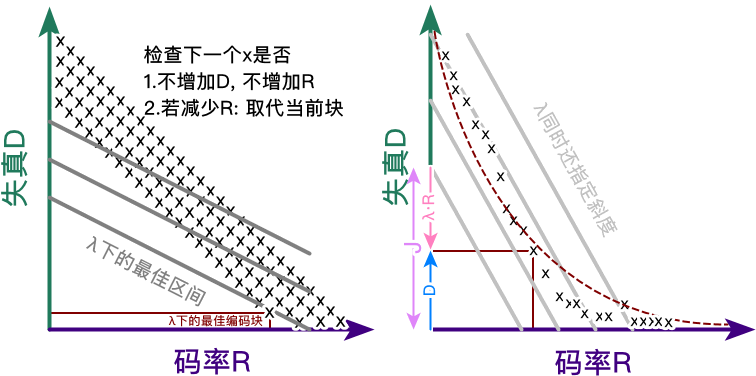 检查下一个x是否
1.不增加D, 不增加R
2.若减少R: 取代当前块
失真D
λ下的最佳区间
λ下的最佳编码块
码率R
λ同时还指定斜度
失真D
λ·R
J
D
码率R